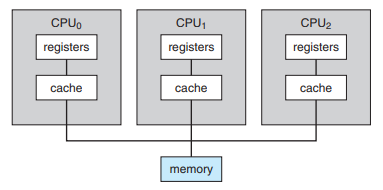 CPU₀ CPU₁ CPU₂
registers registers registers
cache cache cache
memory